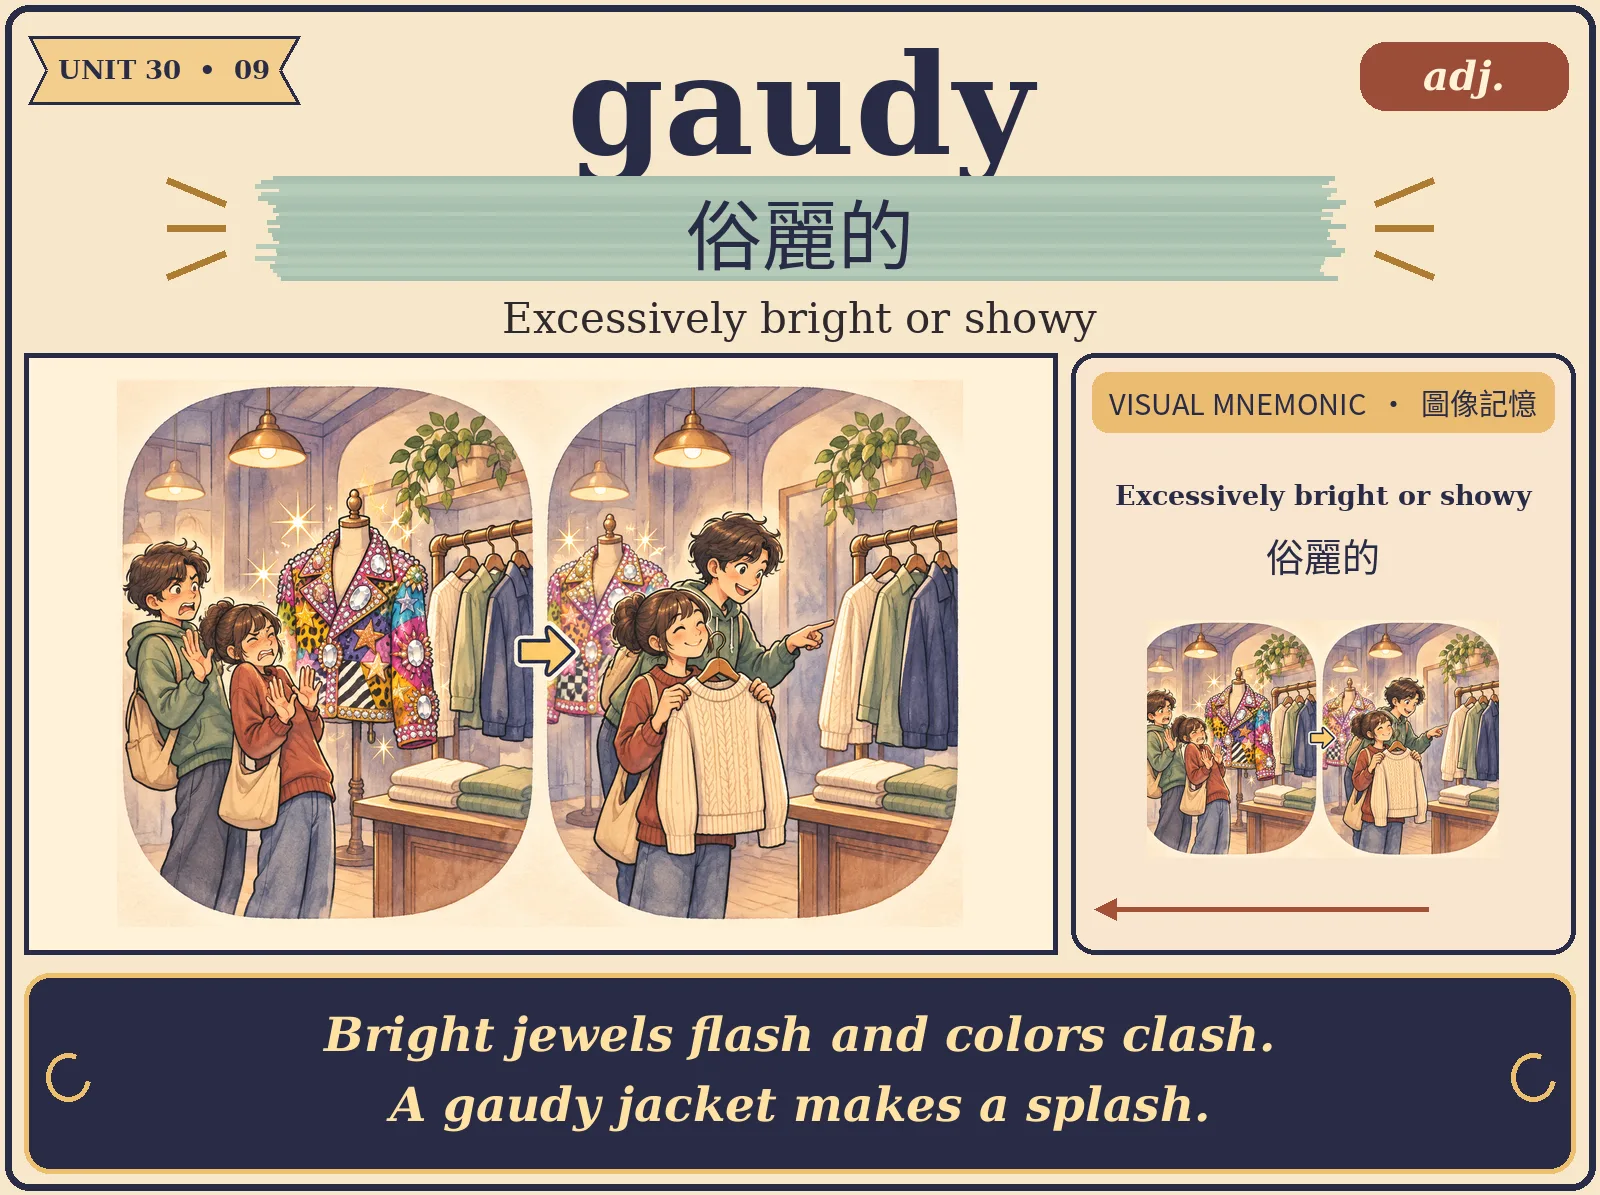 UNIT 30 • 09
gaudy
adj.
俗麗的
Excessively bright or showy
VISUAL MNEMONIC • 圖像記憶
Excessively bright or showy
俗麗的
Bright jewels flash and colors clash.
A gaudy jacket makes a splash.